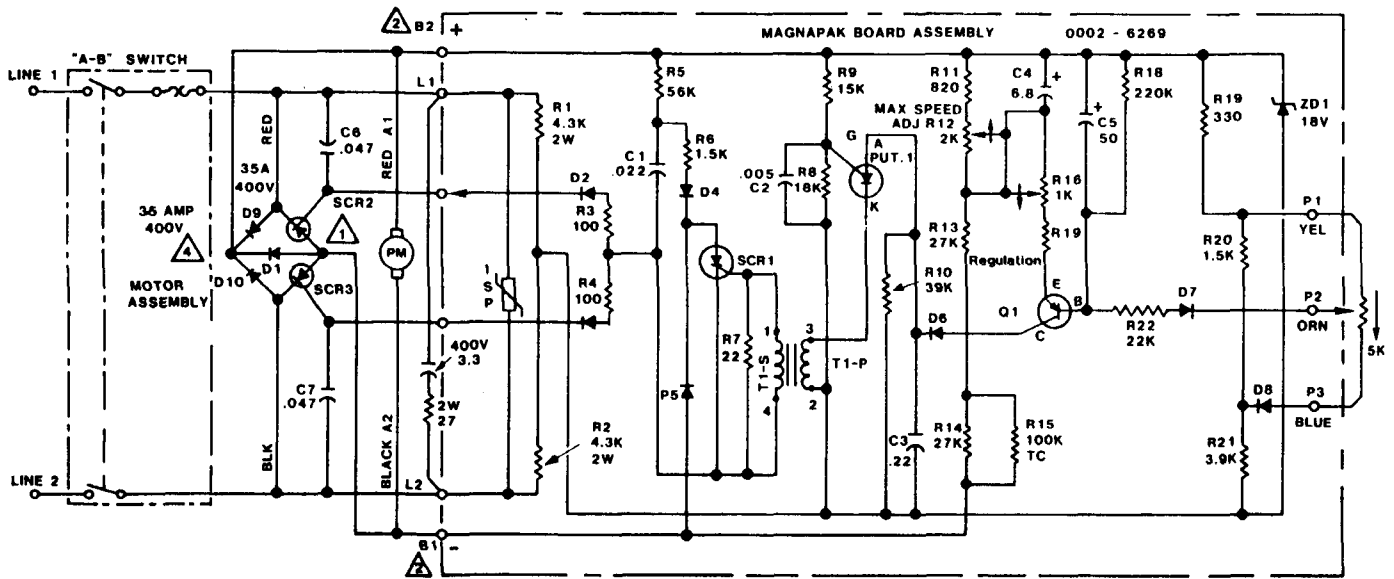 2 B2 +
MAGNAPAK BOARD ASSEMBLY 0002 - 6269
"A-B" SWITCH
LINE 1
L1
RED
C6
.047
RED A1
35A
400V
SCR2
35 AMP
400V
D9
4
1
D1
D10
SCR3
MOTOR
ASSEMBLY
PM
C7
.047
BLK
BLACK A2
LINE 2
L2
B1 -
2
R1
4.3K
2W
1
S
P
400V
3.3
2W
27
R2
4.3K
2W
R5
56K
R6
1.5K
C1
.022
D4
D2
R3
100
R4
100
SCR1
R7
22
P5
1
T1-S
4
3
T1-P
2
R9
15K
G
A
PUT.1
K
.005
C2
R8
18K
R10
39K
D6
C3
.22
R11
820
MAX SPEED
ADJ R12
2K
C4 +
6.8
R16
1K
R13
27K
R19
Regulation
Q1
E
B
C
R14
27K
R15
100K
TC
+
C5
50
R18
220K
R22
22K
D7
R19
330
ZD1
18V
R20
1.5K
P1
YEL
P2
ORN
5K
D8
P3
BLUE
R21
3.9K